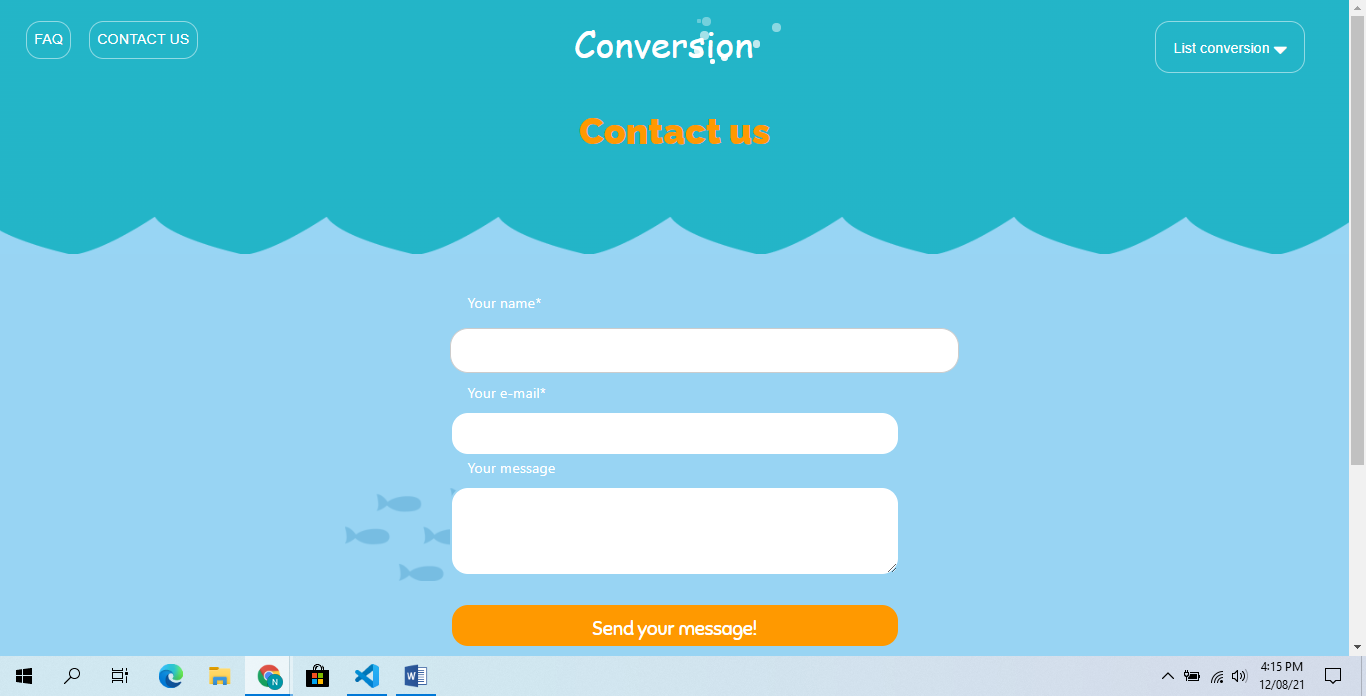 FAQ
CONTACT US
Conversion
List conversion
Contact us
Your name*
Your e-mail*
Your message
Send your message!
N
W
4:15 PM
12/08/21